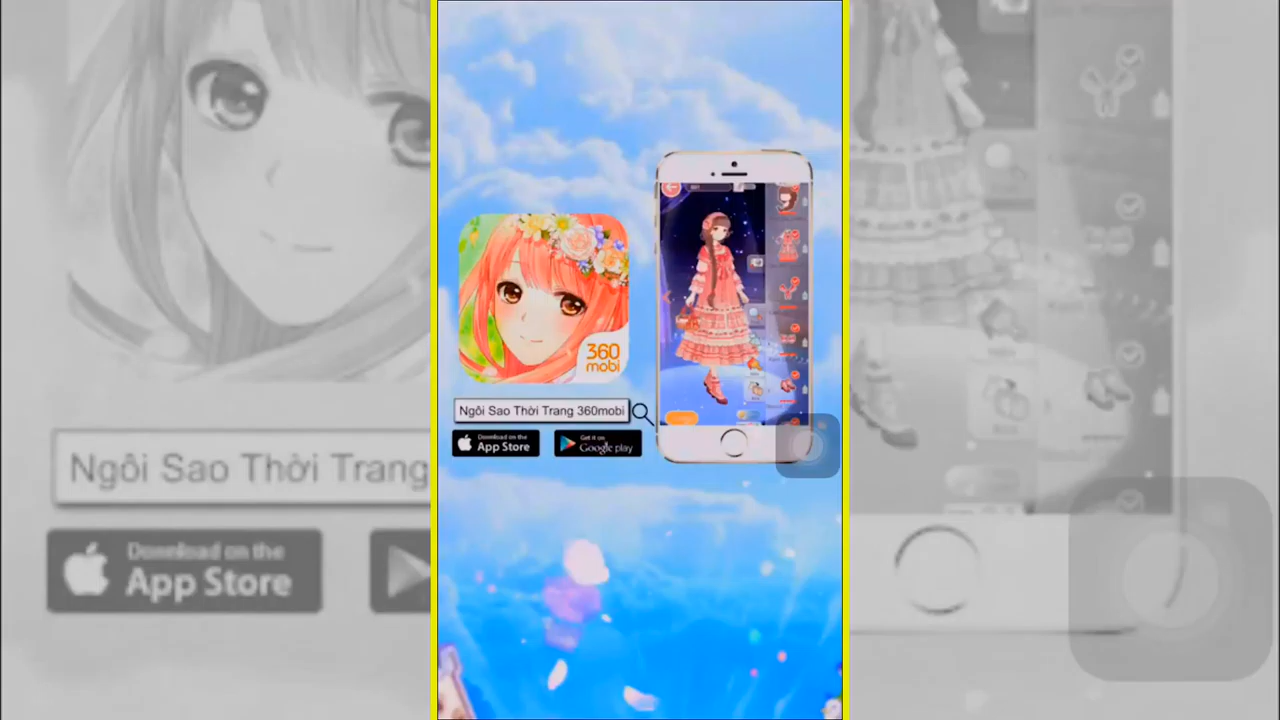 360
mobi
Ngôi Sao Thời Trang 360mobi
Download on the
App Store
Get it on
Google play
Ngôi Sao Thời Trang
Download on the
App Store